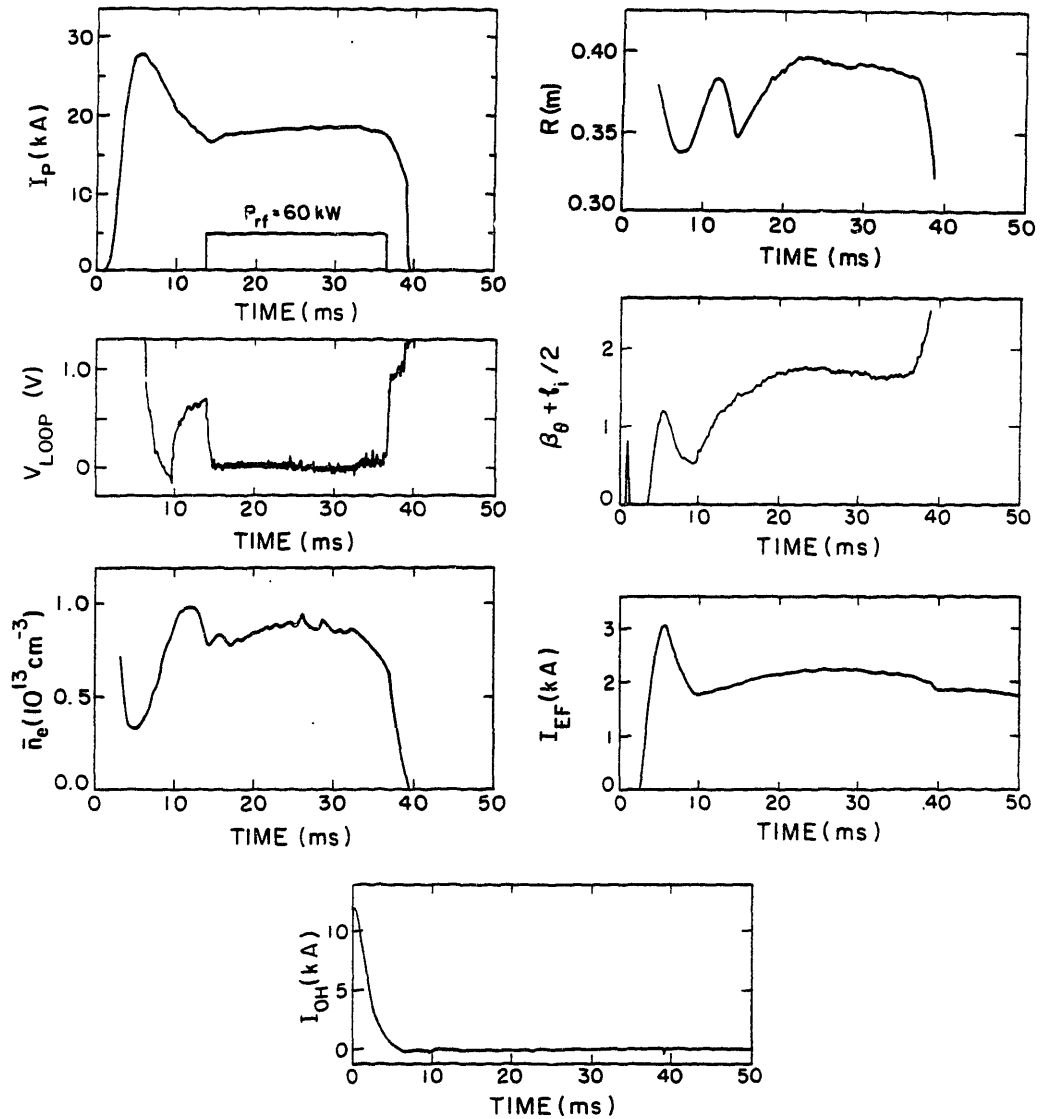 30
20
10
0
I_P (kA)
P_rf = 60 kW
0 10 20 30 40 50
TIME (ms)
0.40
0.35
0.30
R (m)
0 10 20 30 40 50
TIME (ms)
1.0
0
V_LOOP (V)
TIME (ms)
2
1
0
β_θ + ℓ_i /2
0 10 20 30 40 50
TIME (ms)
1.0
0.5
0.0
n̄_e (10^13 cm^-3)
0 10 20 30 40 50
TIME (ms)
3
2
1
0
I_EF (kA)
0 10 20 30 40 50
TIME (ms)
10
5
0
I_OH (kA)
0 10 20 30 40 50
TIME (ms)